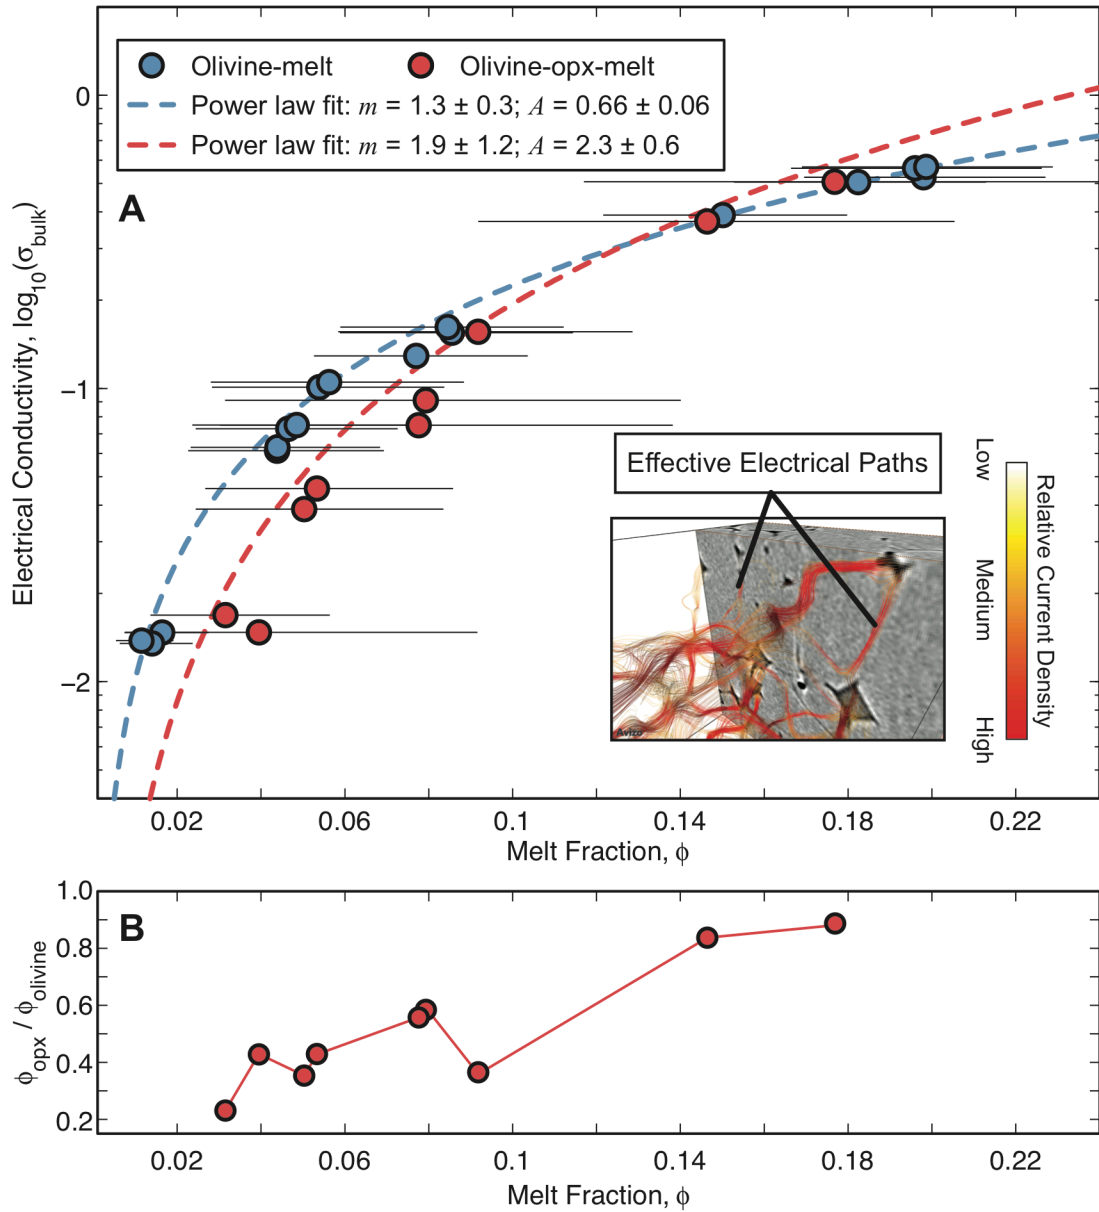 Olivine-melt
Olivine-opx-melt
Power law fit: m = 1.3 ± 0.3; A = 0.66 ± 0.06
Power law fit: m = 1.9 ± 1.2; A = 2.3 ± 0.6
A
0
−1
−2
Electrical Conductivity, log10(σbulk)
Effective Electrical Paths
Avizo
Low
Medium
High
Relative Current Density
0.02 0.06 0.1 0.14 0.18 0.22
Melt Fraction, ϕ
B
1.0
0.8
0.6
0.4
0.2
ϕopx / ϕolivine
0.02 0.06 0.1 0.14 0.18 0.22
Melt Fraction, ϕ